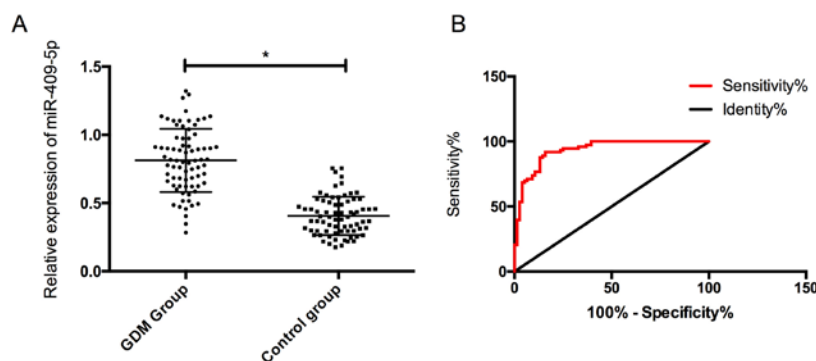 A
Relative expression of miR-409-5p
1.5
1.0
0.5
0.0
*
GDM Group
Control group
B
Sensitivity%
150
100
50
0
Sensitivity%
Identity%
0
50
100
150
100% - Specificity%